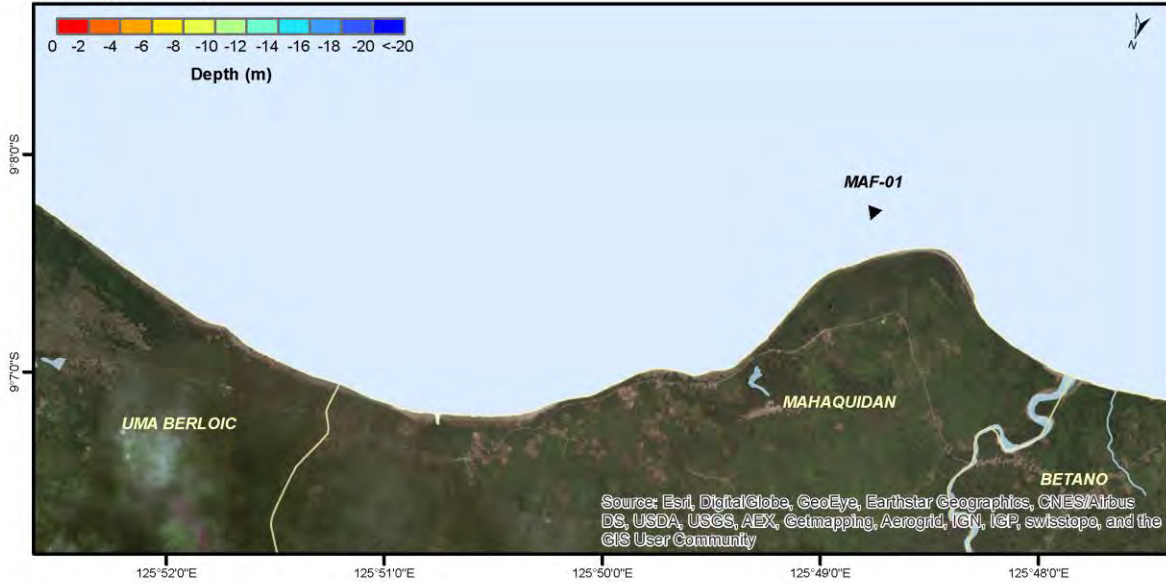 0 -2 -4 -6 -8 -10 -12 -14 -16 -18 -20 <-20
Depth (m)
N
9°8'0"S
MAF-01
9°7'0"S
MAHAQUIDAN
UMA BERLOIC
BETANO
Source: Esri, DigitalGlobe, GeoEye, Earthstar Geographics, CNES/Airbus
DS, USDA, USGS, AEX, Getmapping, Aerogrid, IGN, IGP, swisstopo, and the
GIS User Community
125°52'0"E 125°51'0"E 125°50'0"E 125°49'0"E 125°48'0"E